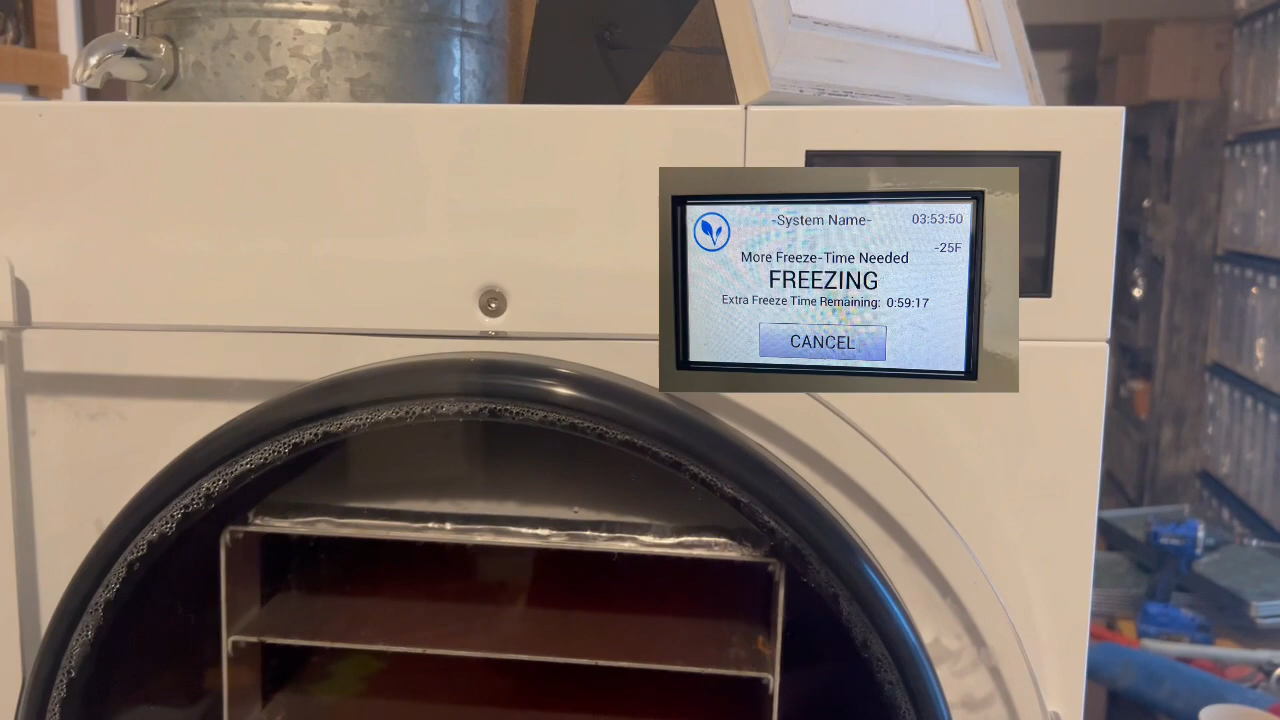 -System Name-
03:53:50
-25F
More Freeze-Time Needed
FREEZING
Extra Freeze Time Remaining: 0:59:17
CANCEL